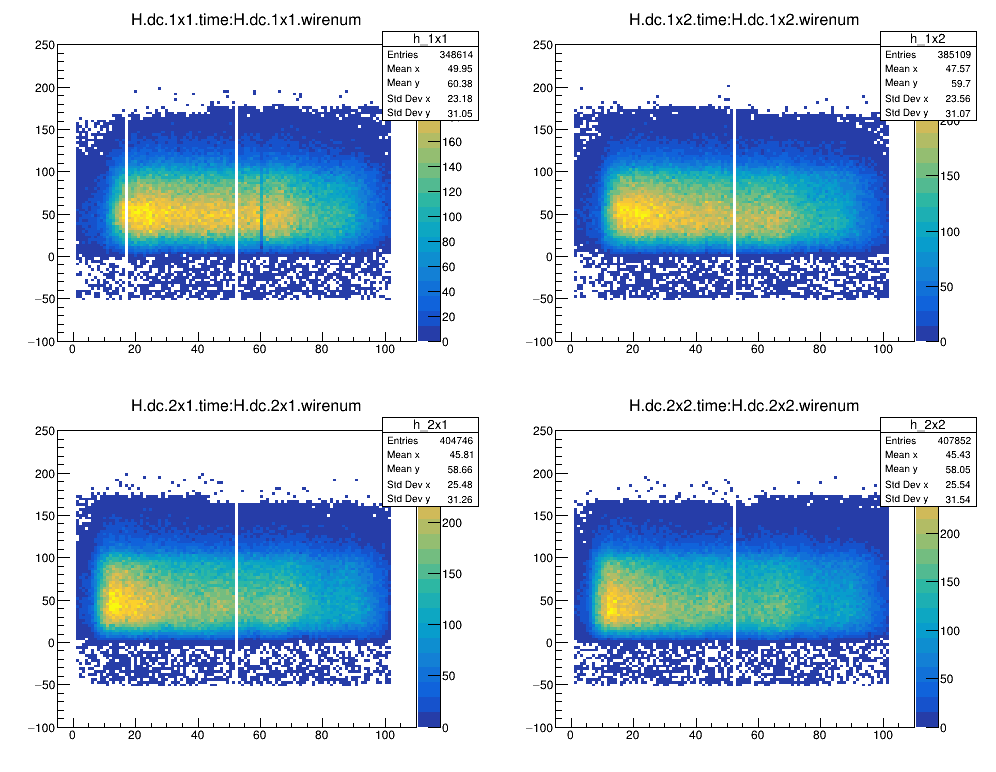 H.dc.1x1.time:H.dc.1x1.wirenum
h_1x1
Entries 348614
Mean x 49.95
Mean y 60.38
Std Dev x 23.18
Std Dev y 31.05
250
200
150
100
50
0
−50
−100
0 20 40 60 80 100
160
140
120
100
80
60
40
20
0
H.dc.1x2.time:H.dc.1x2.wirenum
h_1x2
Entries 385109
Mean x 47.57
Mean y 59.7
Std Dev x 23.56
Std Dev y 31.07
250
200
150
100
50
0
−50
−100
0 20 40 60 80 100
200
150
100
50
0
H.dc.2x1.time:H.dc.2x1.wirenum
h_2x1
Entries 404746
Mean x 45.81
Mean y 58.66
Std Dev x 25.48
Std Dev y 31.26
250
200
150
100
50
0
−50
−100
0 20 40 60 80 100
200
150
100
50
0
H.dc.2x2.time:H.dc.2x2.wirenum
h_2x2
Entries 407852
Mean x 45.43
Mean y 58.05
Std Dev x 25.54
Std Dev y 31.54
250
200
150
100
50
0
−50
−100
0 20 40 60 80 100
200
150
100
50
0